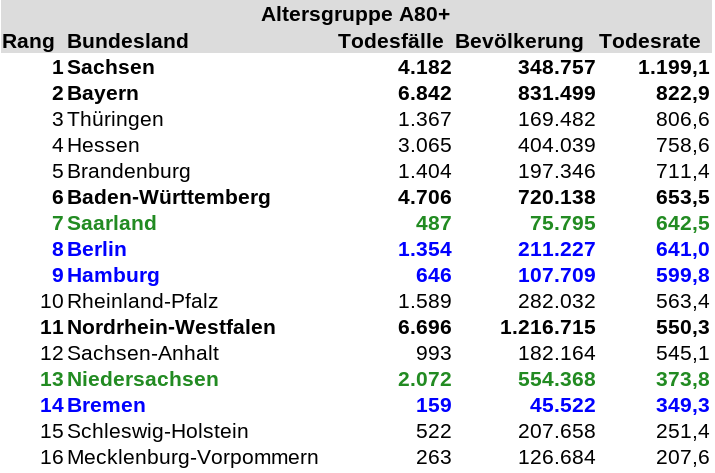 Altersgruppe A80+
Rang Bundesland Todesfälle Bevölkerung Todesrate
1 Sachsen 4.182 348.757 1.199,1
2 Bayern 6.842 831.499 822,9
3 Thüringen 1.367 169.482 806,6
4 Hessen 3.065 404.039 758,6
5 Brandenburg 1.404 197.346 711,4
6 Baden-Württemberg 4.706 720.138 653,5
7 Saarland 487 75.795 642,5
8 Berlin 1.354 211.227 641,0
9 Hamburg 646 107.709 599,8
10 Rheinland-Pfalz 1.589 282.032 563,4
11 Nordrhein-Westfalen 6.696 1.216.715 550,3
12 Sachsen-Anhalt 993 182.164 545,1
13 Niedersachsen 2.072 554.368 373,8
14 Bremen 159 45.522 349,3
15 Schleswig-Holstein 522 207.658 251,4
16 Mecklenburg-Vorpommern 263 126.684 207,6